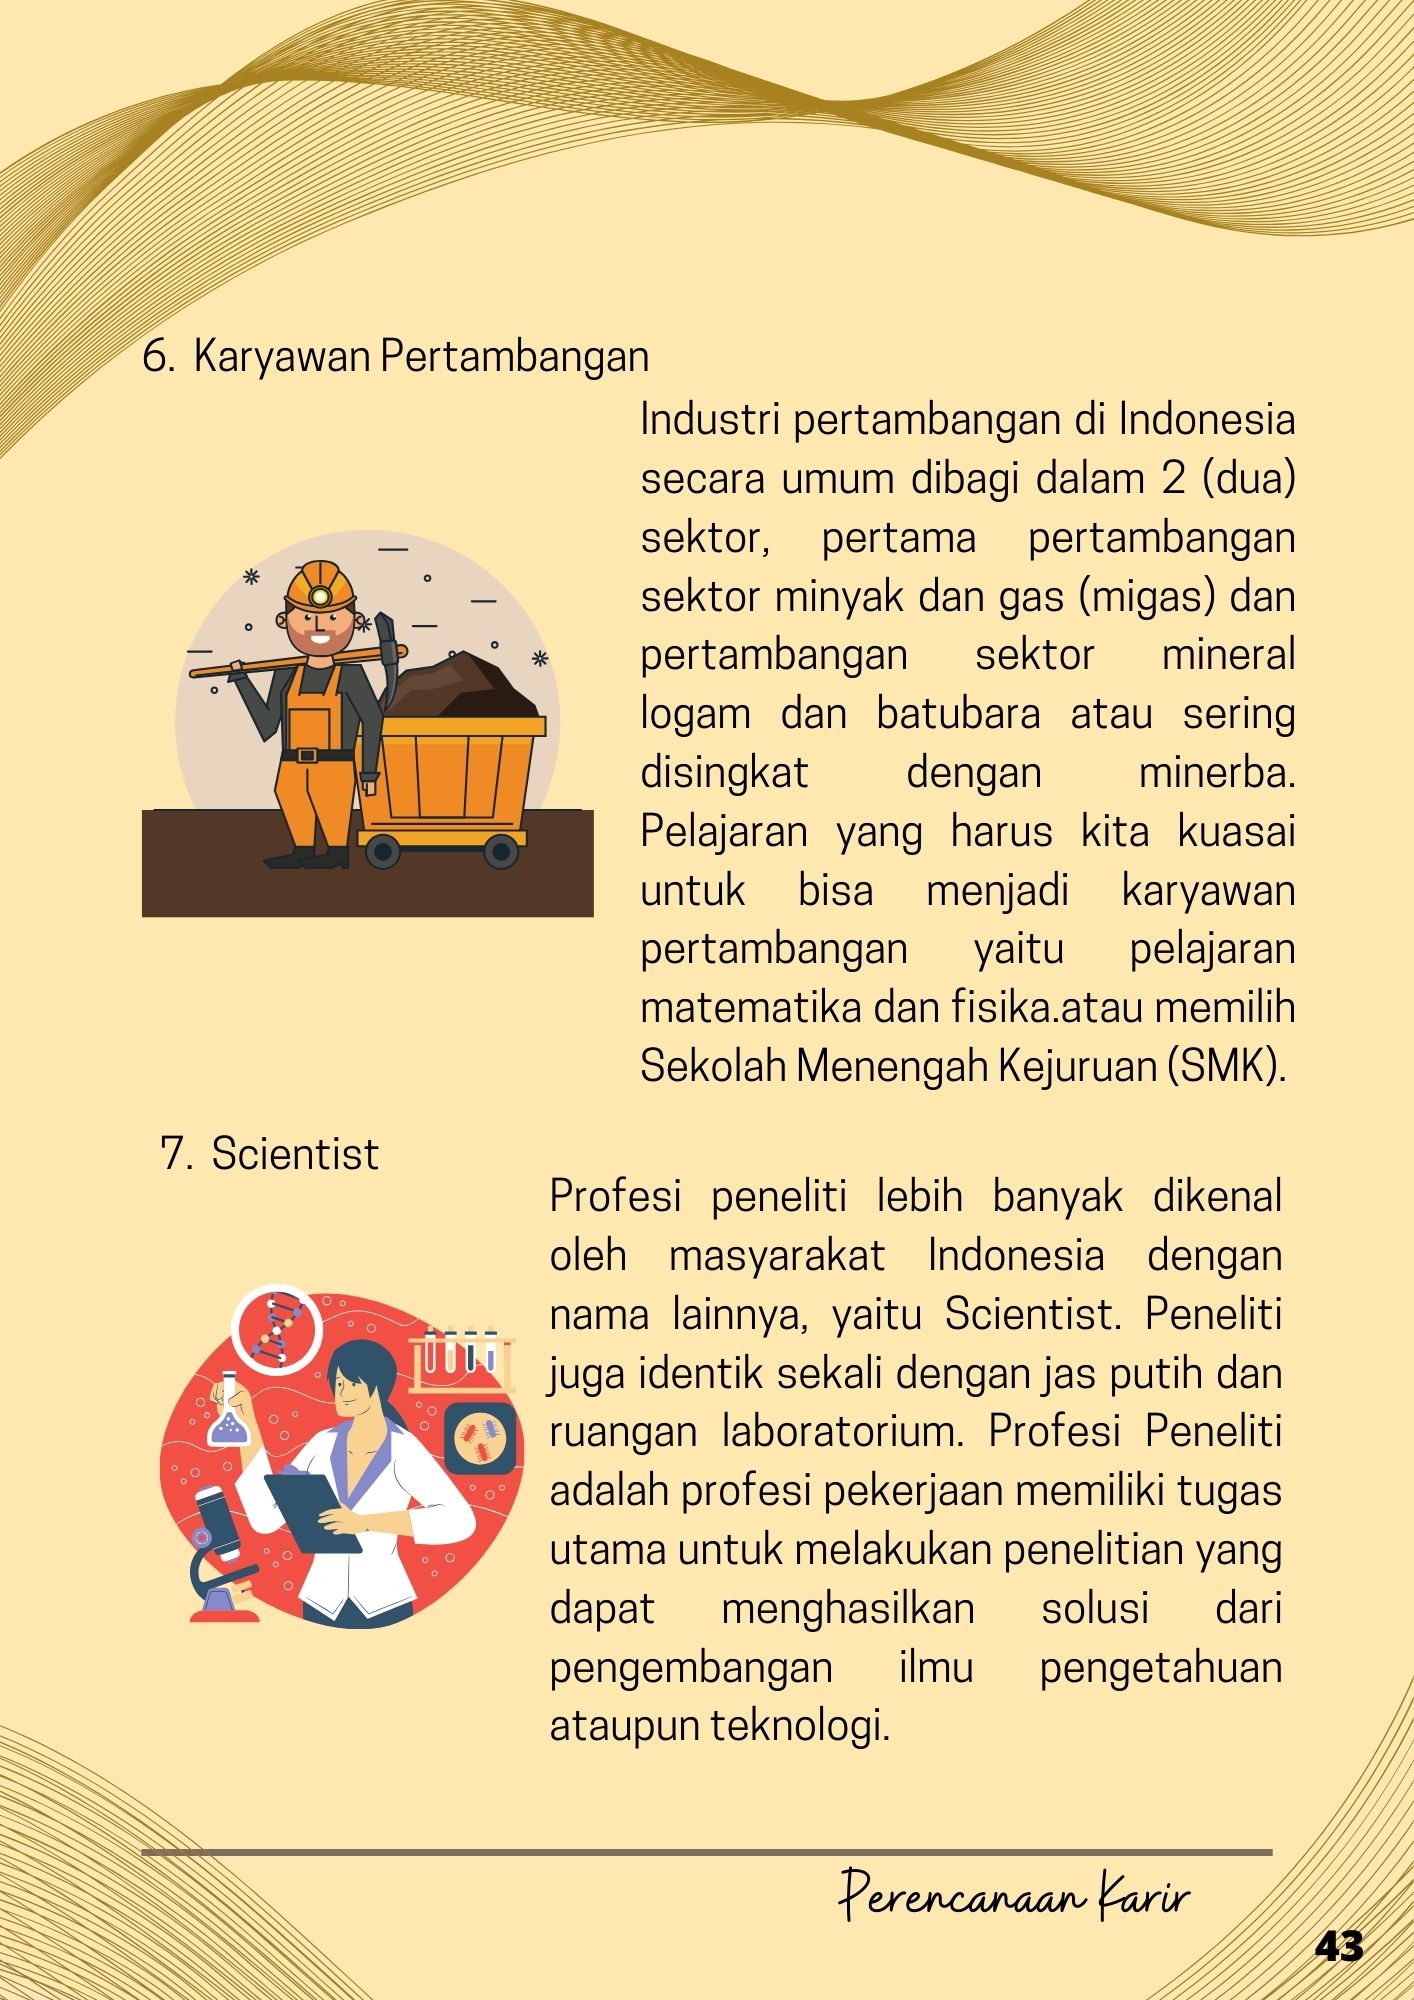 6. Karyawan Pertambangan
Industri pertambangan di Indonesia
secara umum dibagi dalam 2 (dua)
sektor, pertama pertambangan
sektor minyak dan gas (migas) dan
pertambangan sektor mineral
logam dan batubara atau sering
disingkat dengan minerba.
Pelajaran yang harus kita kuasai
untuk bisa menjadi karyawan
pertambangan yaitu pelajaran
matematika dan fisika.atau memilih
Sekolah Menengah Kejuruan (SMK).
7. Scientist
Profesi peneliti lebih banyak dikenal
oleh masyarakat Indonesia dengan
nama lainnya, yaitu Scientist. Peneliti
juga identik sekali dengan jas putih dan
ruangan laboratorium. Profesi Peneliti
adalah profesi pekerjaan memiliki tugas
utama untuk melakukan penelitian yang
dapat menghasilkan solusi dari
pengembangan ilmu pengetahuan
ataupun teknologi.
Perencanaan Karir
43